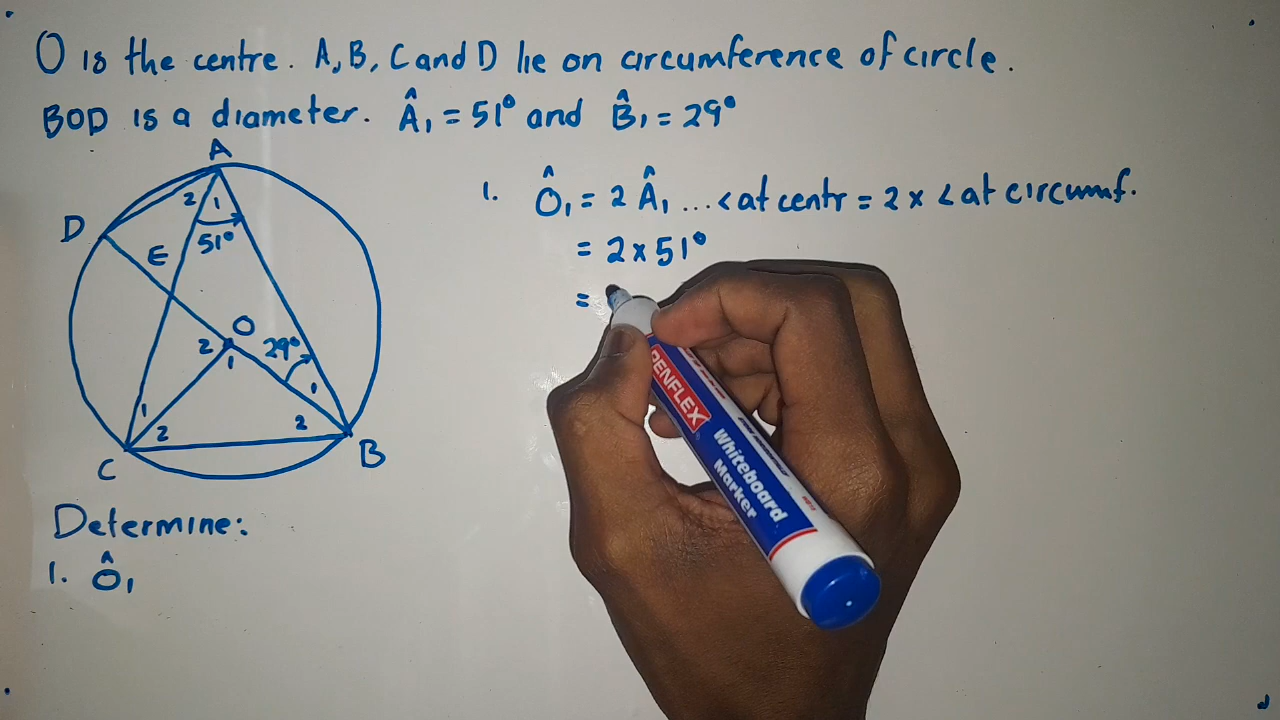 O is the centre. A, B, C and D lie on circumference of circle.
BOD is a diameter. Â₁ = 51° and B̂₁ = 29°
A
2 1
D
E 51°
O
2 29°
1
1
1
2 2
C B
1. Ô₁ = 2 Â₁ ... < at centr = 2 x < at circumf.
= 2 x 51°
=
Determine:
1. Ô₁
PENFLEX
Whiteboard
Marker